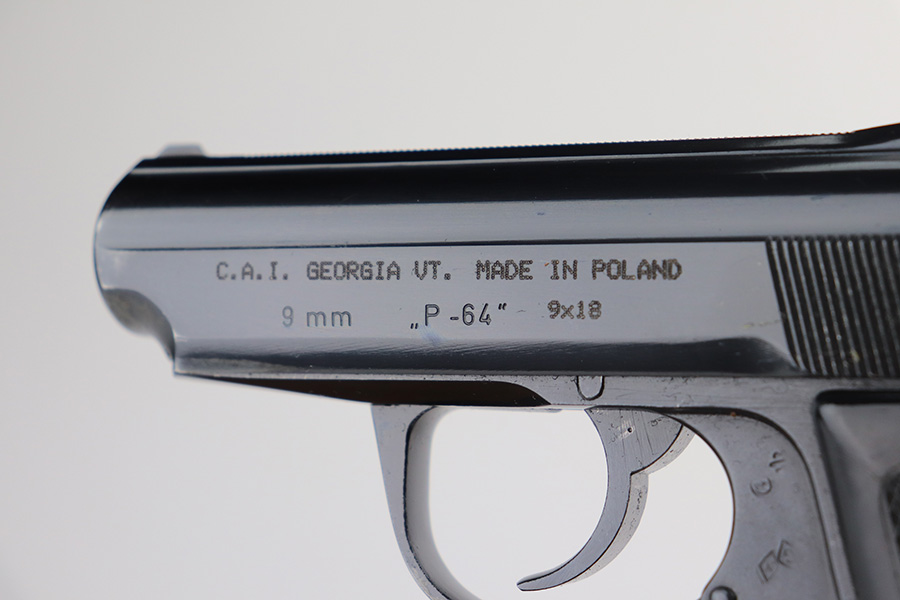 C.A.I. GEORGIA VT. MADE IN POLAND
9 mm „P-64” 9x18